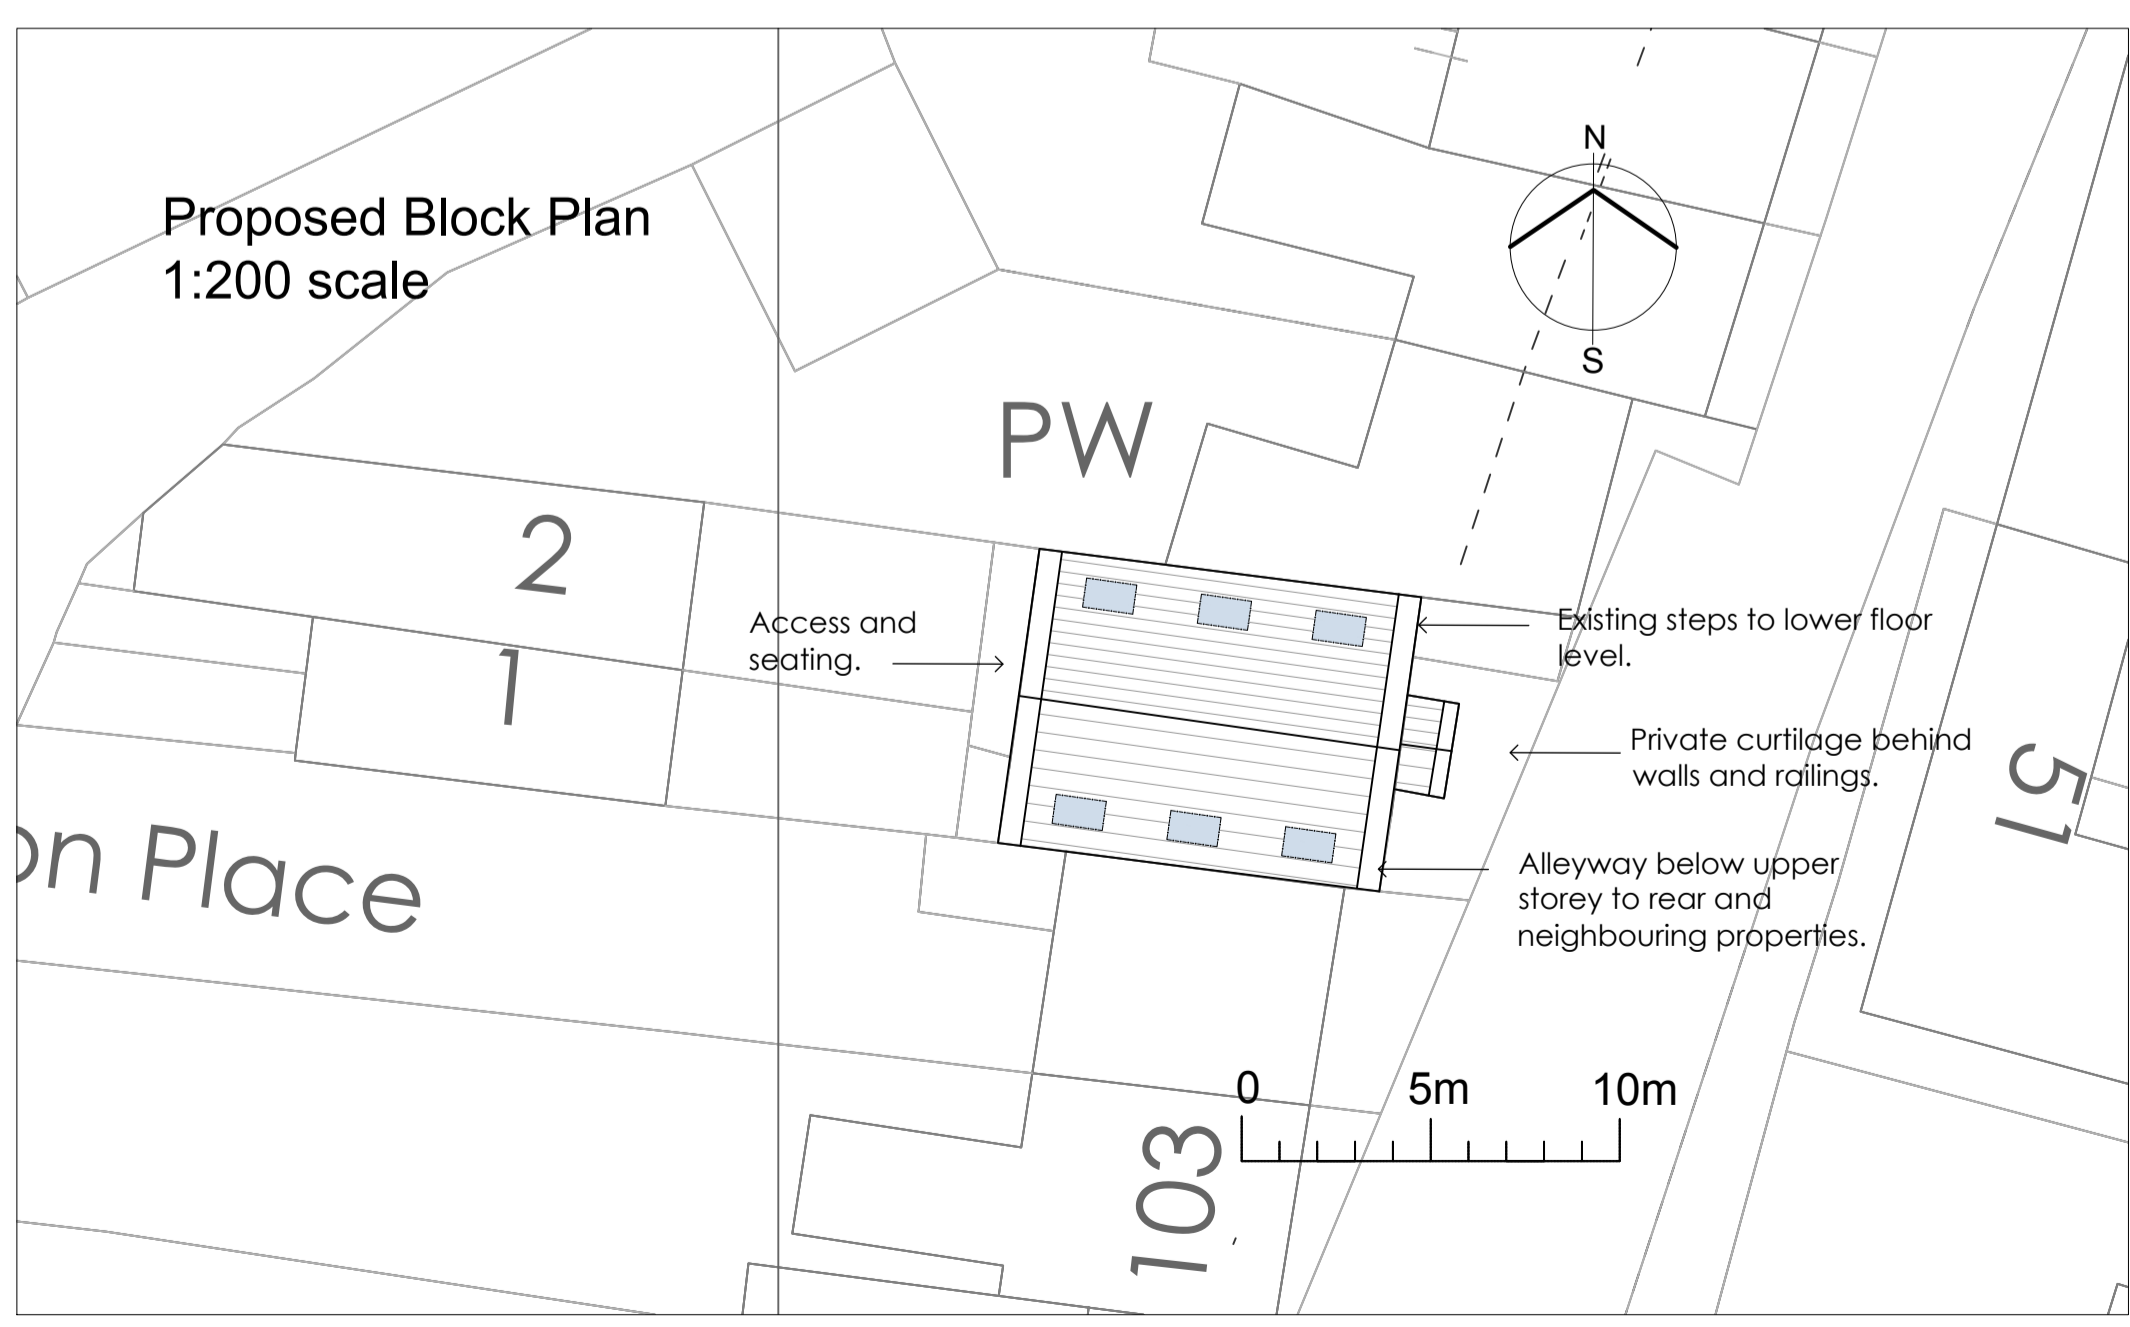 N
Proposed Block Plan
1:200 scale
S
PW
2
Access and
seating.
Existing steps to lower floor
level.
1
Private curtilage behind
walls and railings.
51
on Place
Alleyway below upper
storey to rear and
neighbouring properties.
0 5m 10m
103